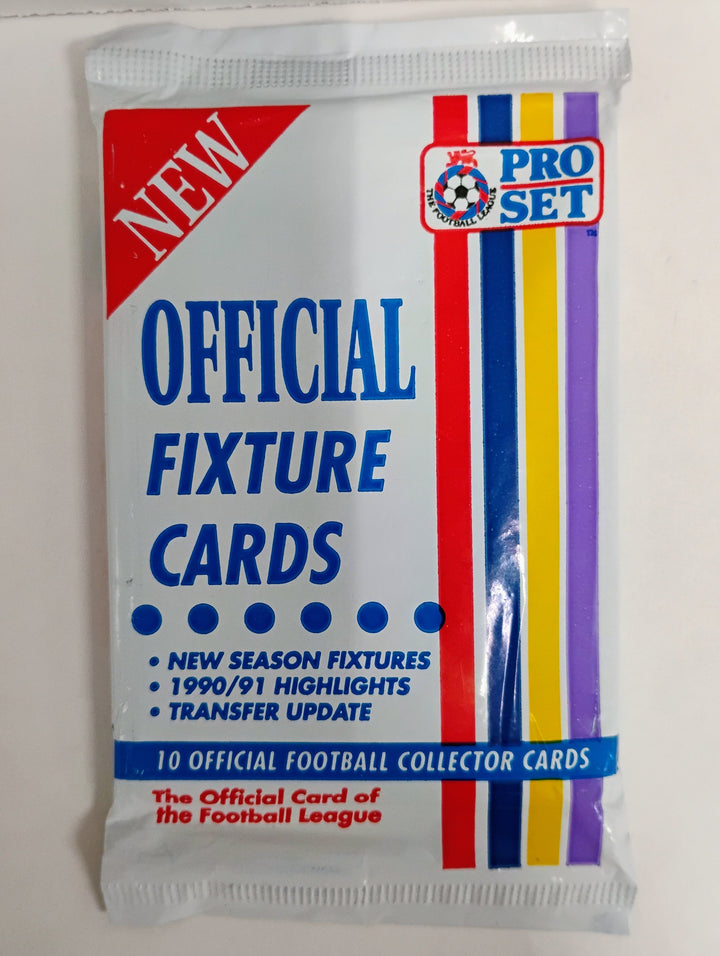 NEW
THE FOOTBALL LEAGUE
PRO
SET
TM
OFFICIAL
FIXTURE
CARDS
• NEW SEASON FIXTURES
• 1990/91 HIGHLIGHTS
• TRANSFER UPDATE
10 OFFICIAL FOOTBALL COLLECTOR CARDS
The Official Card of
the Football League